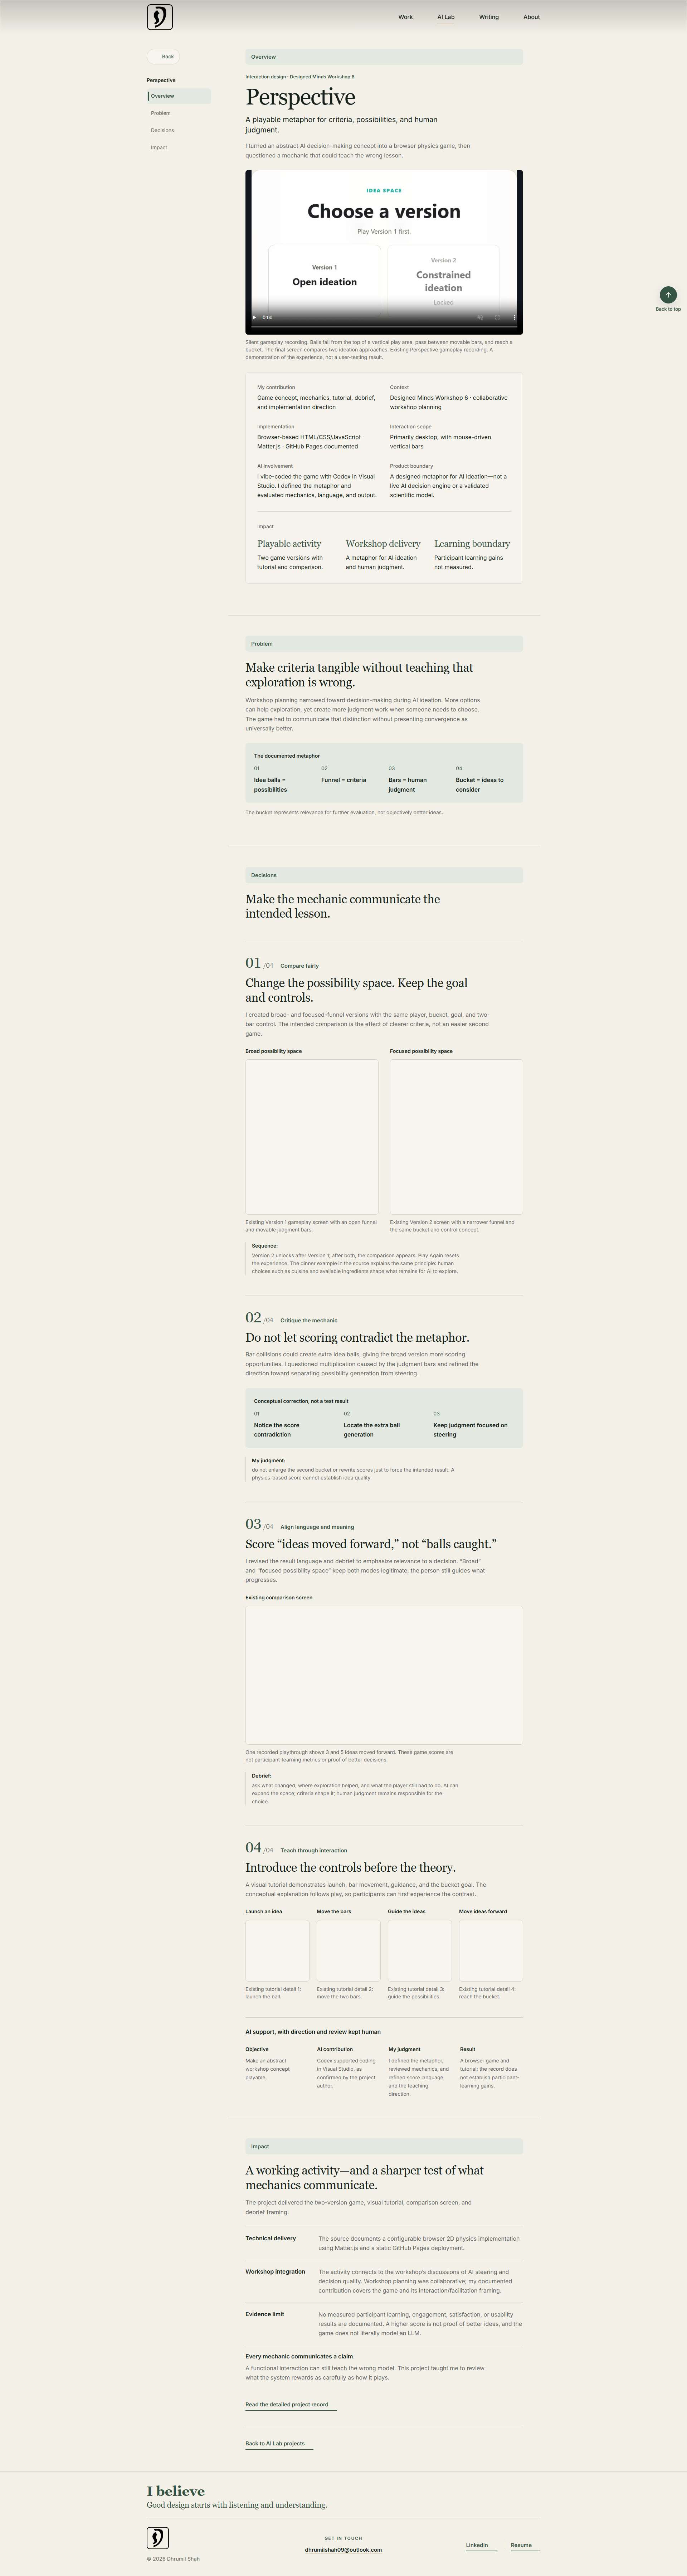 Work
AI Lab
Writing
About
Back
Perspective
Overview
Problem
Decisions
Impact
Overview
Interaction design · Designed Minds Workshop 6
Perspective
A playable metaphor for criteria, possibilities, and human
judgment.
I turned an abstract AI decision-making concept into a browser physics game, then
questioned a mechanic that could teach the wrong lesson.
IDEA SPACE
Choose a version
Play Version 1 first.
Version 1
Open ideation
Version 2
Constrained
ideation
Locked
0:00
Back to top
Silent gameplay recording. Balls fall from the top of a vertical play area, pass between movable bars, and reach a
bucket. The final screen compares two ideation approaches. Existing Perspective gameplay recording. A
demonstration of the experience, not a user-testing result.
My contribution
Game concept, mechanics, tutorial, debrief,
and implementation direction
Context
Designed Minds Workshop 6 · collaborative
workshop planning
Implementation
Browser-based HTML/CSS/JavaScript ·
Matter.js · GitHub Pages documented
Interaction scope
Primarily desktop, with mouse-driven
vertical bars
AI involvement
I vibe-coded the game with Codex in Visual
Studio. I defined the metaphor and
evaluated mechanics, language, and output.
Product boundary
A designed metaphor for AI ideation—not a
live AI decision engine or a validated
scientific model.
Impact
Playable activity
Two game versions with
tutorial and comparison.
Workshop delivery
A metaphor for AI ideation
and human judgment.
Learning boundary
Participant learning gains
not measured.
Problem
Make criteria tangible without teaching that
exploration is wrong.
Workshop planning narrowed toward decision-making during AI ideation. More options
can help exploration, yet create more judgment work when someone needs to choose.
The game had to communicate that distinction without presenting convergence as
universally better.
The documented metaphor
01
Idea balls =
possibilities
02
Funnel = criteria
03
Bars = human
judgment
04
Bucket = ideas to
consider
The bucket represents relevance for further evaluation, not objectively better ideas.
Decisions
Make the mechanic communicate the
intended lesson.
01 /04 Compare fairly
Change the possibility space. Keep the goal
and controls.
I created broad- and focused-funnel versions with the same player, bucket, goal, and two-
bar control. The intended comparison is the effect of clearer criteria, not an easier second
game.
Broad possibility space
Focused possibility space
Existing Version 1 gameplay screen with an open funnel
and movable judgment bars.
Existing Version 2 screen with a narrower funnel and
the same bucket and control concept.
Sequence:
Version 2 unlocks after Version 1; after both, the comparison appears. Play Again resets
the experience. The dinner example in the source explains the same principle: human
choices such as cuisine and available ingredients shape what remains for AI to explore.
02 /04 Critique the mechanic
Do not let scoring contradict the metaphor.
Bar collisions could create extra idea balls, giving the broad version more scoring
opportunities. I questioned multiplication caused by the judgment bars and refined the
direction toward separating possibility generation from steering.
Conceptual correction, not a test result
01
Notice the score
contradiction
02
Locate the extra ball
generation
03
Keep judgment focused on
steering
My judgment:
do not enlarge the second bucket or rewrite scores just to force the intended result. A
physics-based score cannot establish idea quality.
03 /04 Align language and meaning
Score “ideas moved forward,” not “balls caught.”
I revised the result language and debrief to emphasize relevance to a decision. “Broad”
and “focused possibility space” keep both modes legitimate; the person still guides what
progresses.
Existing comparison screen
One recorded playthrough shows 3 and 5 ideas moved forward. These game scores are
not participant-learning metrics or proof of better decisions.
Debrief:
ask what changed, where exploration helped, and what the player still had to do. AI can
expand the space; criteria shape it; human judgment remains responsible for the
choice.
04 /04 Teach through interaction
Introduce the controls before the theory.
A visual tutorial demonstrates launch, bar movement, guidance, and the bucket goal. The
conceptual explanation follows play, so participants can first experience the contrast.
Launch an idea
Move the bars
Guide the ideas
Move ideas forward
Existing tutorial detail 1:
launch the ball.
Existing tutorial detail 2:
move the two bars.
Existing tutorial detail 3:
guide the possibilities.
Existing tutorial detail 4:
reach the bucket.
AI support, with direction and review kept human
Objective
Make an abstract
workshop concept
playable.
AI contribution
Codex supported coding
in Visual Studio, as
confirmed by the project
author.
My judgment
I defined the metaphor,
reviewed mechanics, and
refined score language
and the teaching
direction.
Result
A browser game and
tutorial; the record does
not establish participant-
learning gains.
Impact
A working activity—and a sharper test of what
mechanics communicate.
The project delivered the two-version game, visual tutorial, comparison screen, and
debrief framing.
Technical delivery
The source documents a configurable browser 2D physics implementation
using Matter.js and a static GitHub Pages deployment.
Workshop integration
The activity connects to the workshop’s discussions of AI steering and
decision quality. Workshop planning was collaborative; my documented
contribution covers the game and its interaction/facilitation framing.
Evidence limit
No measured participant learning, engagement, satisfaction, or usability
results are documented. A higher score is not proof of better ideas, and the
game does not literally model an LLM.
Every mechanic communicates a claim.
A functional interaction can still teach the wrong model. This project taught me to review
what the system rewards as carefully as how it plays.
Read the detailed project record
Back to AI Lab projects
I believe
Good design starts with listening and understanding.
© 2026 Dhrumil Shah
GET IN TOUCH
dhrumilshah09@outlook.com
LinkedIn
Resume